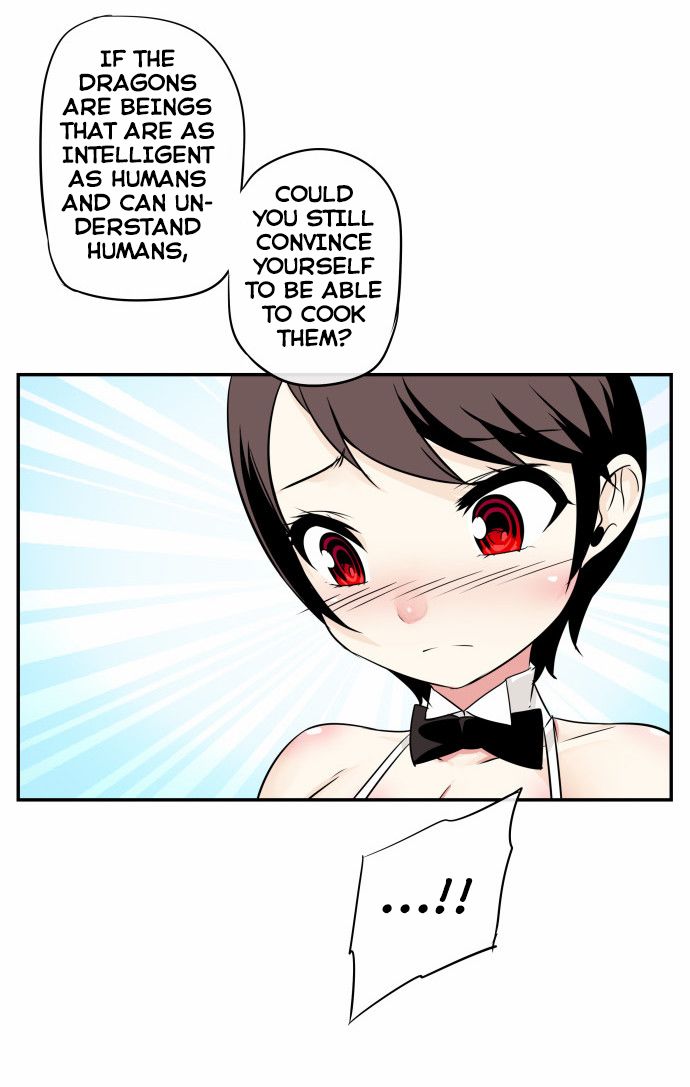 IF THE
DRAGONS
ARE BEINGS
THAT ARE AS
INTELLIGENT
AS HUMANS
AND CAN UN-
DERSTAND
HUMANS,
COULD
YOU STILL
CONVINCE
YOURSELF
TO BE ABLE
TO COOK
THEM?
...!!